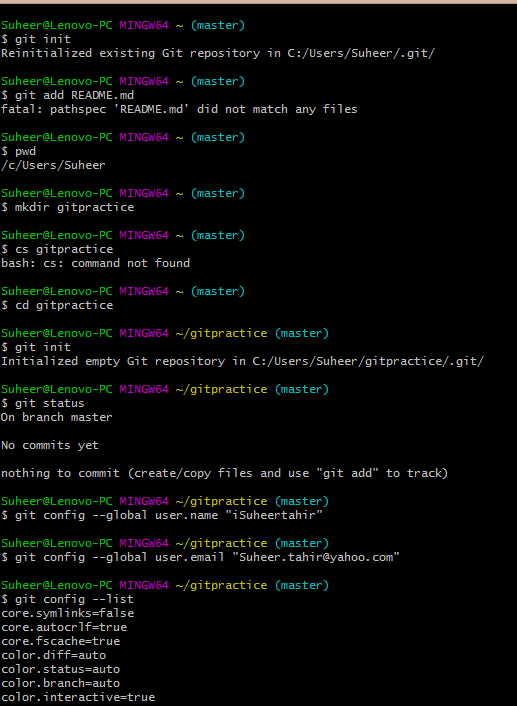 Suheer@Lenovo-PC MINGW64 ~ (master)
$ git init
Reinitialized existing Git repository in C:/Users/Suheer/.git/

Suheer@Lenovo-PC MINGW64 ~ (master)
$ git add README.md
fatal: pathspec 'README.md' did not match any files

Suheer@Lenovo-PC MINGW64 ~ (master)
$ pwd
/c/Users/Suheer

Suheer@Lenovo-PC MINGW64 ~ (master)
$ mkdir gitpractice

Suheer@Lenovo-PC MINGW64 ~ (master)
$ cs gitpractice
bash: cs: command not found

Suheer@Lenovo-PC MINGW64 ~ (master)
$ cd gitpractice

Suheer@Lenovo-PC MINGW64 ~/gitpractice (master)
$ git init
Initialized empty Git repository in C:/Users/Suheer/gitpractice/.git/

Suheer@Lenovo-PC MINGW64 ~/gitpractice (master)
$ git status
On branch master

No commits yet

nothing to commit (create/copy files and use "git add" to track)

Suheer@Lenovo-PC MINGW64 ~/gitpractice (master)
$ git config --global user.name "iSuheertahir"

Suheer@Lenovo-PC MINGW64 ~/gitpractice (master)
$ git config --global user.email "Suheer.tahir@yahoo.com"

Suheer@Lenovo-PC MINGW64 ~/gitpractice (master)
$ git config --list
core.symlinks=false
core.autocrlf=true
core.fscache=true
color.diff=auto
color.status=auto
color.branch=auto
color.interactive=true